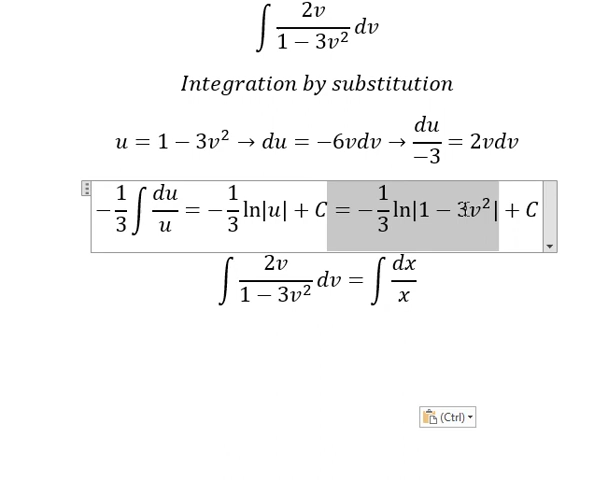 ∫ 2v/(1 − 3v²) dv
Integration by substitution
u = 1 − 3v² → du = −6vdv → du/−3 = 2vdv
−1/3 ∫ du/u = −1/3 ln|u| + C = −1/3 ln|1 − 3v²| + C
∫ 2v/(1 − 3v²) dv = ∫ dx/x
(Ctrl)